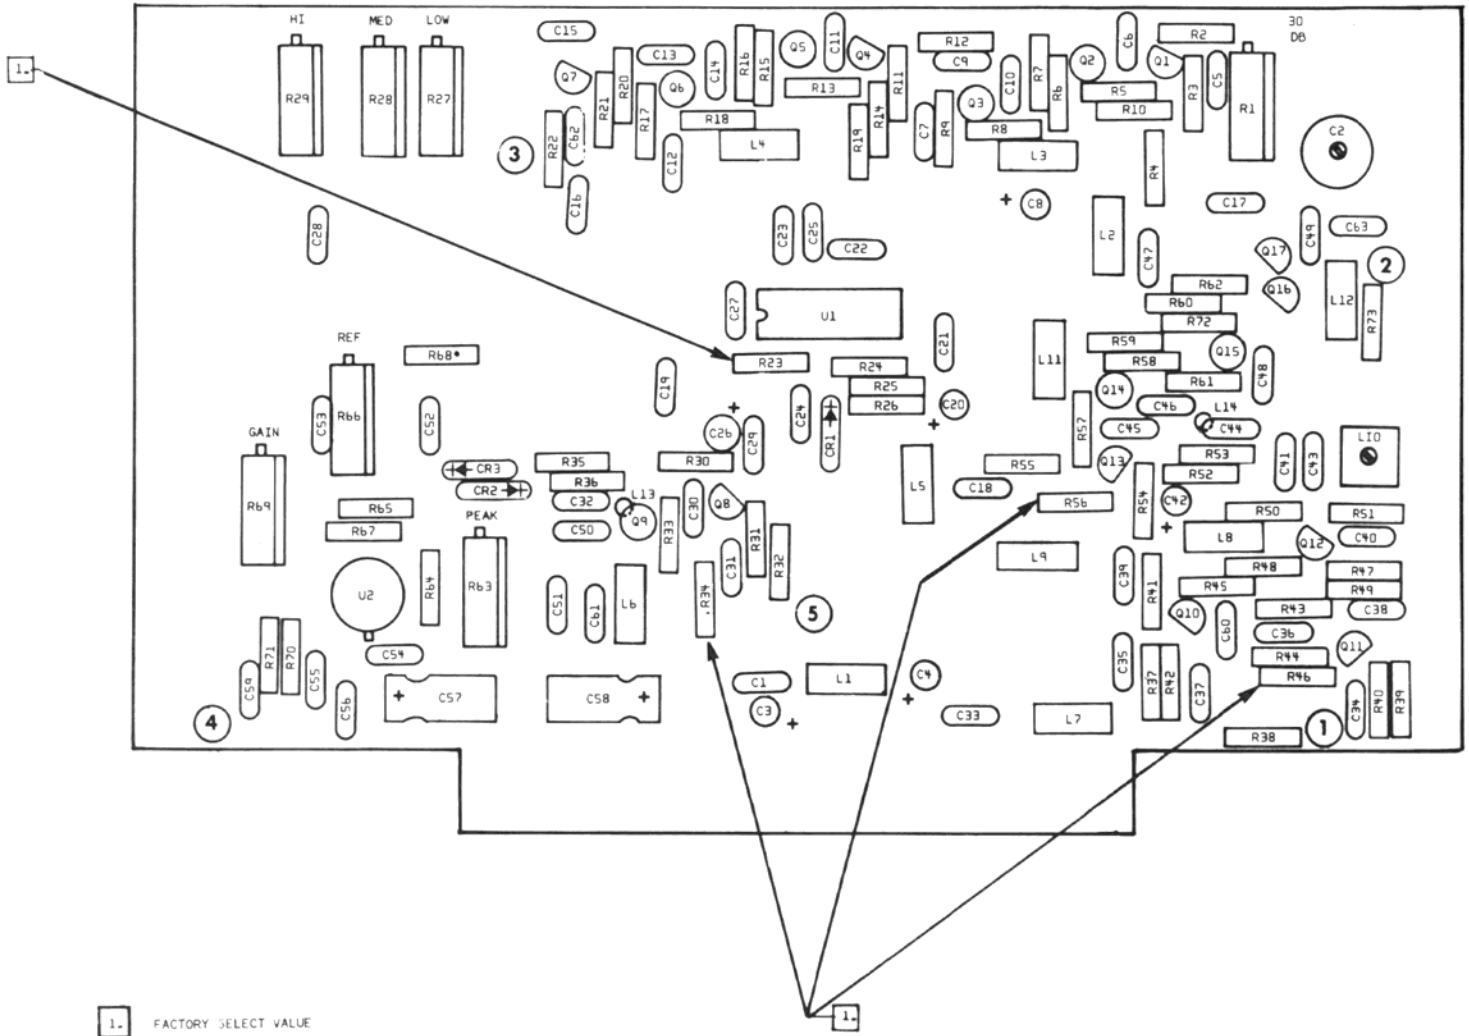 HI MED LOW
30
DB
C15
C11
C6
R2
1.
R29
R28
R27
Q7
R21
R20
C13
R17
Q6
C14
R16
R15
Q5
R13
Q4
R11
R12
C9
C10
R7
R6
Q2
R5
R10
Q1
R3
C5
R1
C2
R22
C62
R18
C12
L4
R19
R14
C7
R9
Q3
R8
L3
R4
3
C16
C28
C23
C25
C22
C8
+
L2
C47
C17
Q17
C49
C63
2
C27
U1
C21
L11
R62
R60
R72
Q16
L12
R73
REF
R68*
R23
R24
R25
R26
C19
C24
CR1
C20
+
R59
R58
Q15
R61
C48
Q14
C46
L14
C45
C44
R57
GAIN
C53
R66
C52
+
C26
C29
R30
R35
R36
CR3
CR2
C32
L13
Q9
C50
R33
C30
Q8
R31
R32
L5
C18
R55
R56
Q13
R54
R53
R52
C42
+
C41
C43
L10
R69
R65
R67
PEAK
R64
R63
U2
C51
C61
L6
R34
C31
5
L9
C39
R41
L8
R50
R51
Q12
C40
R48
R45
R47
R49
Q10
C60
R43
C38
C36
Q11
R44
R46
R71
R70
C59
C55
C54
C56
4
+
C57
C58
+
C1
C3
+
L1
C4
+
C33
L7
C35
R37
R42
C37
R38
1
C34
R40
R39
1. FACTORY SELECT VALUE
1.